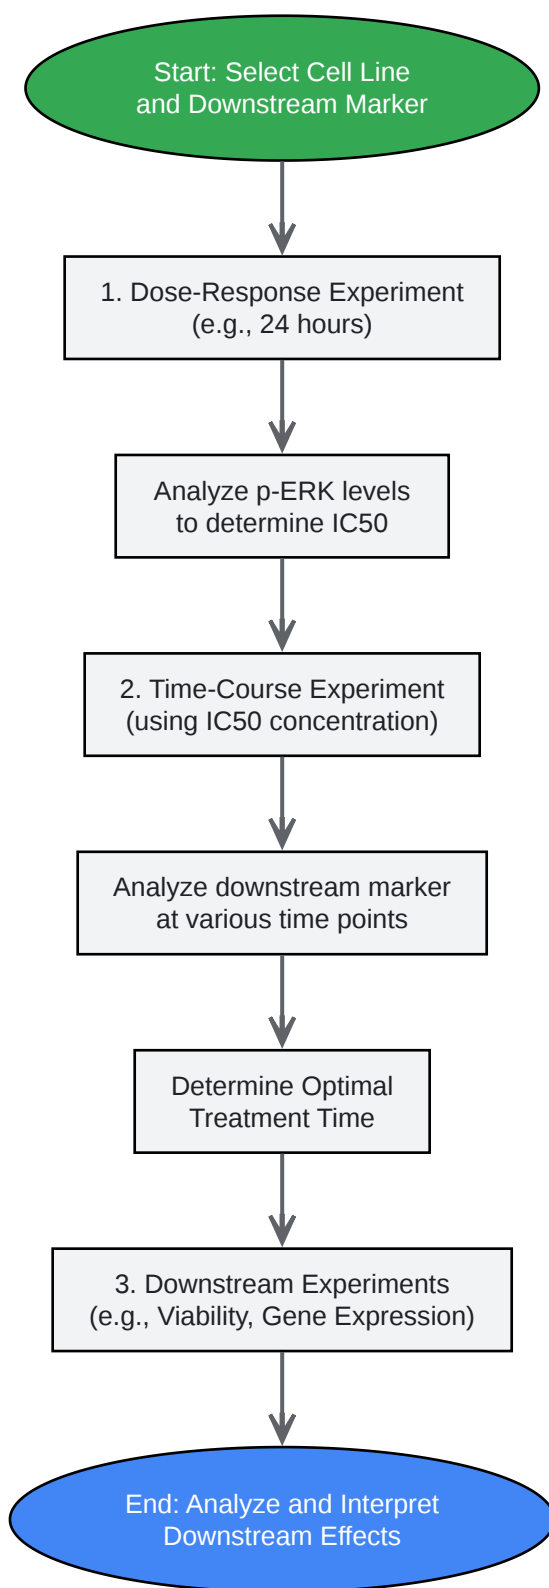 Start: Select Cell Line
and Downstream Marker
1. Dose-Response Experiment
(e.g., 24 hours)
Analyze p-ERK levels
to determine IC50
2. Time-Course Experiment
(using IC50 concentration)
Analyze downstream marker
at various time points
Determine Optimal
Treatment Time
3. Downstream Experiments
(e.g., Viability, Gene Expression)
End: Analyze and Interpret
Downstream Effects